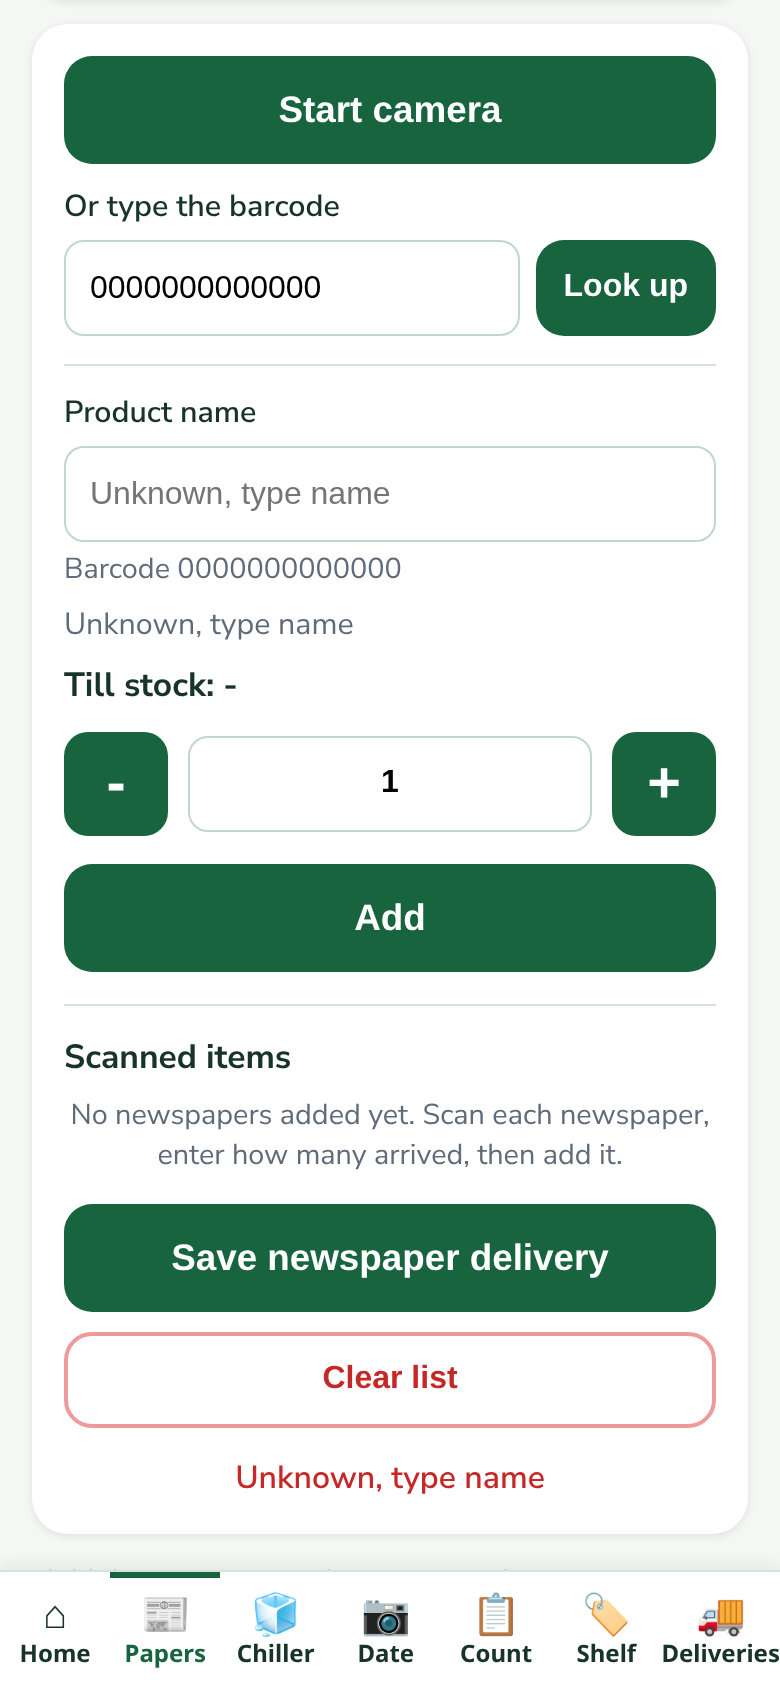 Start camera
Or type the barcode
0000000000000
Look up
Product name
Unknown, type name
Barcode 0000000000000
Unknown, type name
Till stock: -
-
1
+
Add
Scanned items
No newspapers added yet. Scan each newspaper,
enter how many arrived, then add it.
Save newspaper delivery
Clear list
Unknown, type name
Home
Papers
Chiller
Date
Count
Shelf
Deliveries